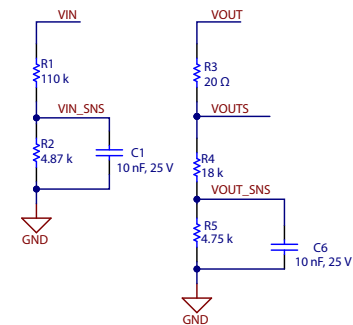 VIN
R1
110 k
VIN_SNS
R2
4.87 k
C1
10 nF, 25 V
GND
VOUT
R3
20 Ω
VOUTS
R4
18 k
VOUT_SNS
R5
4.75 k
C6
10 nF, 25 V
GND